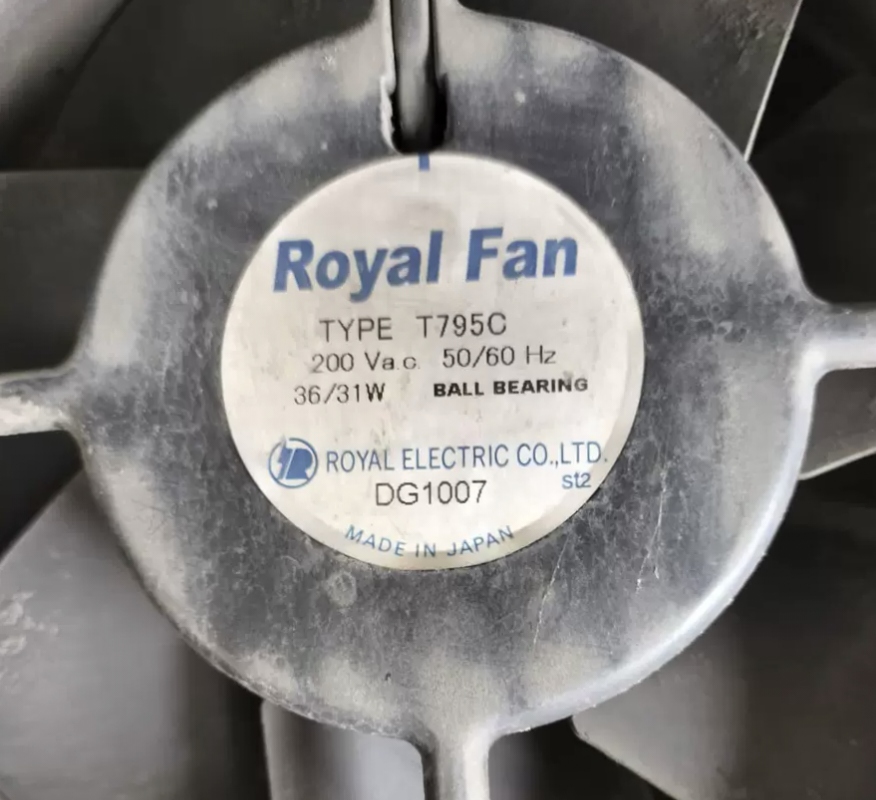 Royal Fan
TYPE T795C
200 Va.c. 50/60 Hz
36/31W BALL BEARING
R ROYAL ELECTRIC CO.,LTD.
DG1007 st2
MADE IN JAPAN